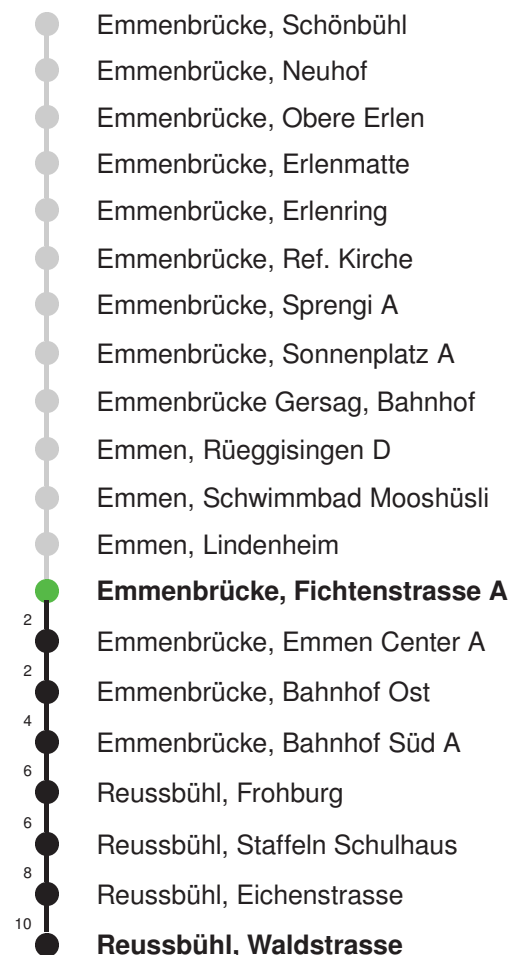 Emmenbrücke, Schönbühl
Emmenbrücke, Neuhof
Emmenbrücke, Obere Erlen
Emmenbrücke, Erlenmatte
Emmenbrücke, Erlenring
Emmenbrücke, Ref. Kirche
Emmenbrücke, Sprengi A
Emmenbrücke, Sonnenplatz A
Emmenbrücke Gersag, Bahnhof
Emmen, Rüeggisingen D
Emmen, Schwimmbad Mooshüsli
Emmen, Lindenheim
Emmenbrücke, Fichtenstrasse A
2
Emmenbrücke, Emmen Center A
2
Emmenbrücke, Bahnhof Ost
4
Emmenbrücke, Bahnhof Süd A
6
Reussbühl, Frohburg
6
Reussbühl, Staffeln Schulhaus
8
Reussbühl, Eichenstrasse
10
Reussbühl, Waldstrasse